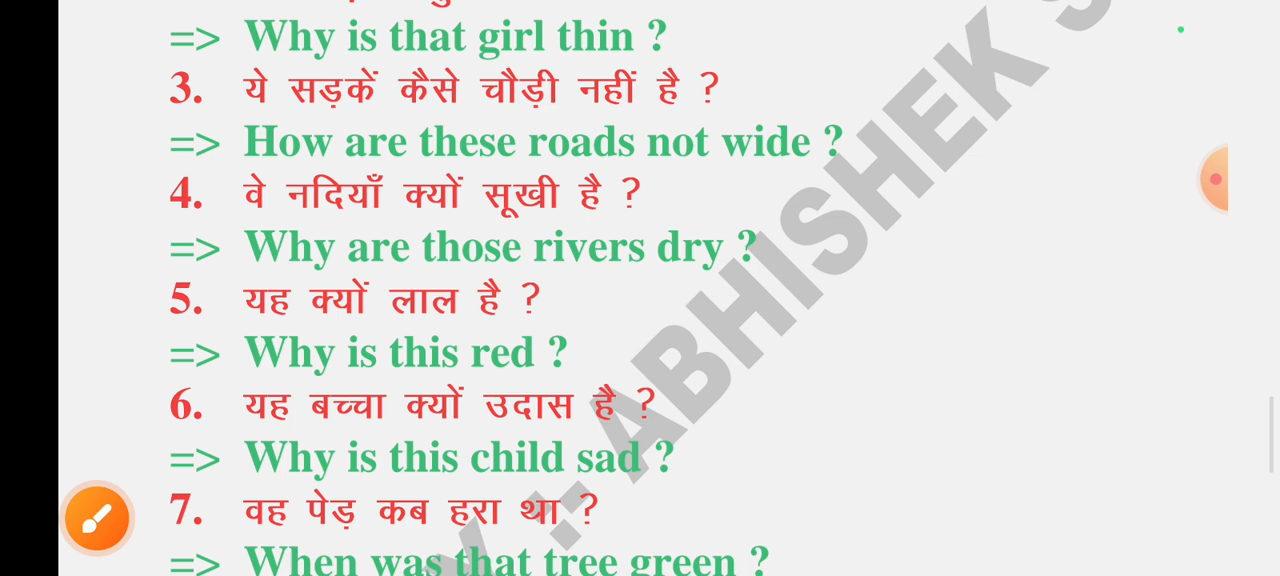 => Why is that girl thin ?
3. ये सड़कें कैसे चौड़ी नहीं है ?
=> How are these roads not wide ?
4. वे नदियाँ क्यों सूखी है ?
=> Why are those rivers dry ?
5. यह क्यों लाल है ?
=> Why is this red ?
6. यह बच्चा क्यों उदास है ?
=> Why is this child sad ?
7. वह पेड़ कब हरा था ?
=> When was that tree green ?
Y :- ABHISHEK S